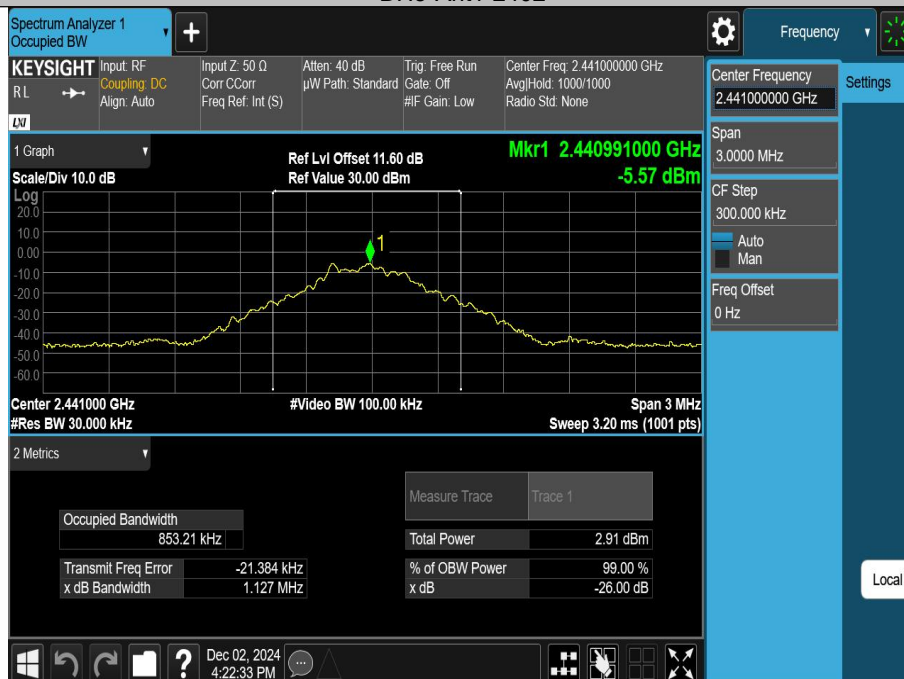 Spectrum Analyzer 1
Occupied BW
Frequency
KEYSIGHT
RL
LXI
Input: RF
Coupling: DC
Align: Auto
Input Z: 50 Ω
Corr CCorr
Freq Ref: Int (S)
Atten: 40 dB
µW Path: Standard
Trig: Free Run
Gate: Off
#IF Gain: Low
Center Freq: 2.441000000 GHz
Avg|Hold: 1000/1000
Radio Std: None
Center Frequency
2.441000000 GHz
Settings
Span
3.0000 MHz
CF Step
300.000 kHz
Auto
Man
Freq Offset
0 Hz
Local
1 Graph
Scale/Div 10.0 dB
Ref Lvl Offset 11.60 dB
Ref Value 30.00 dBm
Mkr1 2.440991000 GHz
-5.57 dBm
Log
20.0
10.0
0.00
-10.0
-20.0
-30.0
-40.0
-50.0
-60.0
1
Center 2.441000 GHz
#Res BW 30.000 kHz
#Video BW 100.00 kHz
Span 3 MHz
Sweep 3.20 ms (1001 pts)
2 Metrics
Measure Trace Trace 1
Occupied Bandwidth
853.21 kHz
Total Power 2.91 dBm
Transmit Freq Error -21.384 kHz
% of OBW Power 99.00 %
x dB Bandwidth 1.127 MHz
x dB -26.00 dB
?
Dec 02, 2024
4:22:33 PM